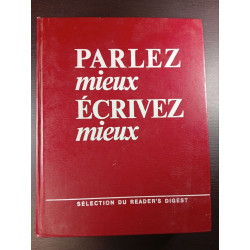 PARLEZ
mieux
ÉCRIVEZ
mieux
SÉLECTION DU READER'S DIGEST